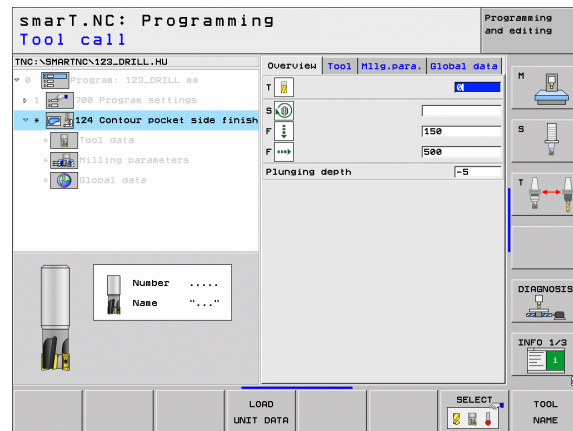 smarT.NC: Programming
Tool call
Programming
and editing
TNC:\SMARTNC\123_DRILL.HU
0 Program: 123_DRILL mm
1 700 Program settings
* 124 Contour pocket side finish
* Tool data
* Milling parameters
* Global data
Overview Tool Mllg.para. Global data
T 0
S
F 150
F 500
Plunging depth -5
Number .....
Name "..."
M
S
T
DIAGNOSIS
INFO 1/3
i
LOAD
UNIT DATA
SELECT
TOOL
NAME